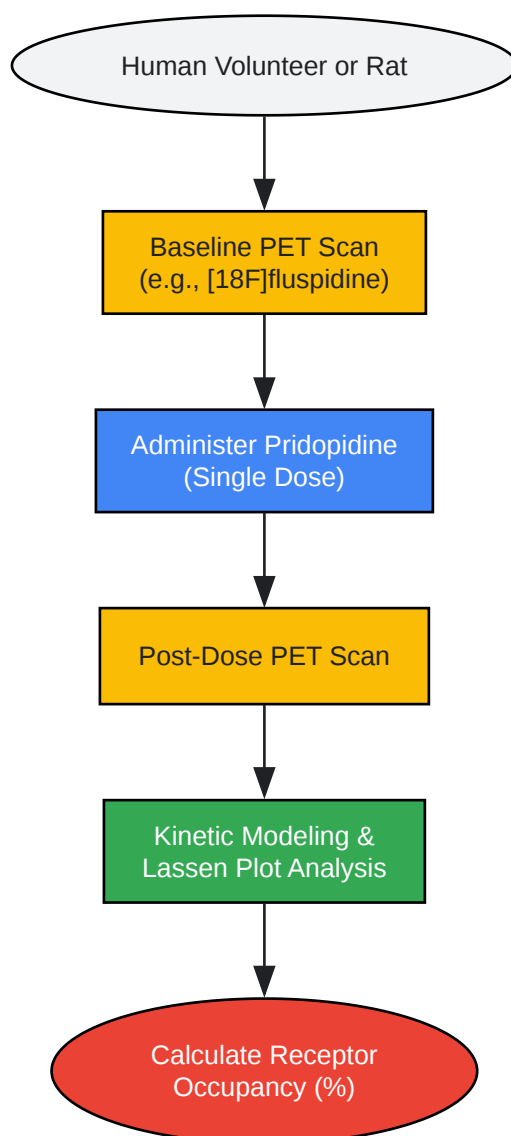 Human Volunteer or Rat
Baseline PET Scan
(e.g., [18F]fluspidine)
Administer Pridopidine
(Single Dose)
Post-Dose PET Scan
Kinetic Modeling &
Lassen Plot Analysis
Calculate Receptor
Occupancy (%)